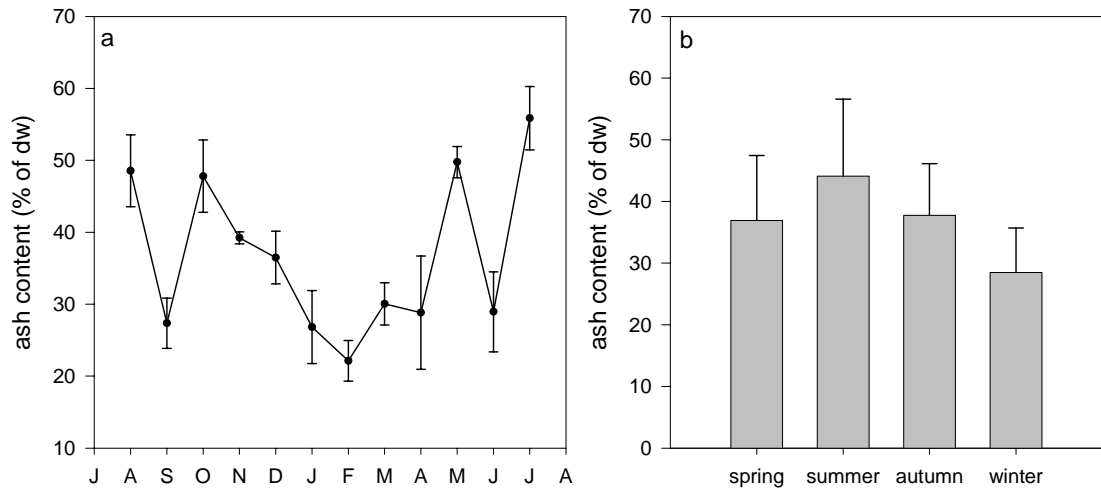 a
ash content (% of dw)
70
60
50
40
30
20
10
J A S O N D J F M A M J J A
b
ash content (% of dw)
70
60
50
40
30
20
10
0
spring summer autumn winter